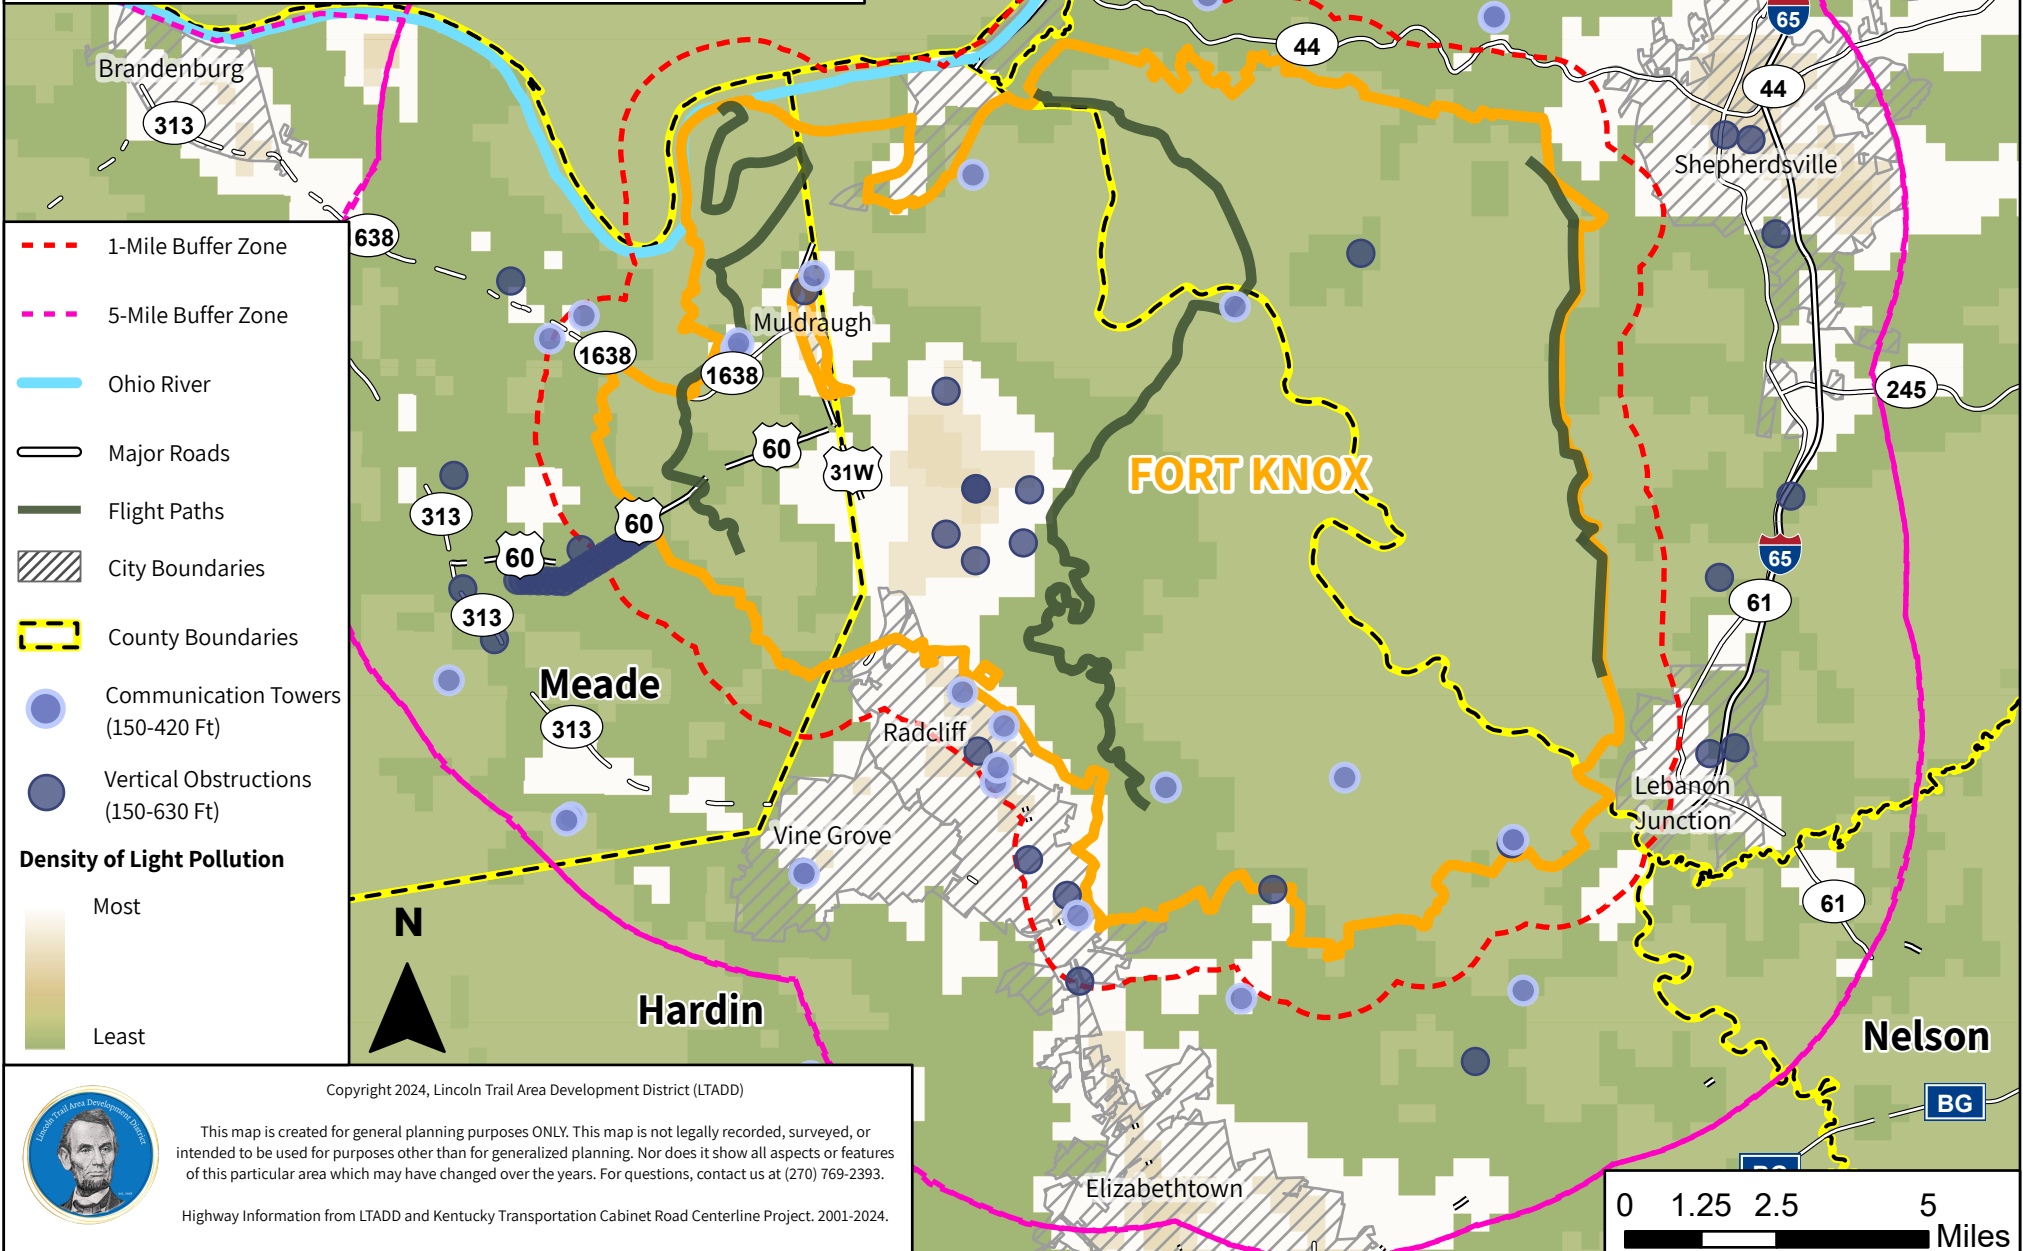 65
44
Brandenburg
44
313
Shepherdsville
638
1-Mile Buffer Zone
5-Mile Buffer Zone
Muldraugh
1638
1638
Ohio River
245
Major Roads
60
31W
FORT KNOX
Flight Paths
313
60
60
65
City Boundaries
61
313
County Boundaries
Meade
Communication Towers
(150-420 Ft)
313
Radcliff
Vertical Obstructions
(150-630 Ft)
Lebanon
Junction
Vine Grove
Density of Light Pollution
Most
61
N
Hardin
Least
Nelson
BG
Copyright 2024, Lincoln Trail Area Development District (LTADD)
Lincoln Trail Area Development District
This map is created for general planning purposes ONLY. This map is not legally recorded, surveyed, or
intended to be used for purposes other than for generalized planning. Nor does it show all aspects or features
of this particular area which may have changed over the years. For questions, contact us at (270) 769-2393.
Highway Information from LTADD and Kentucky Transportation Cabinet Road Centerline Project. 2001-2024.
Elizabethtown
0 1.25 2.5 5
Miles